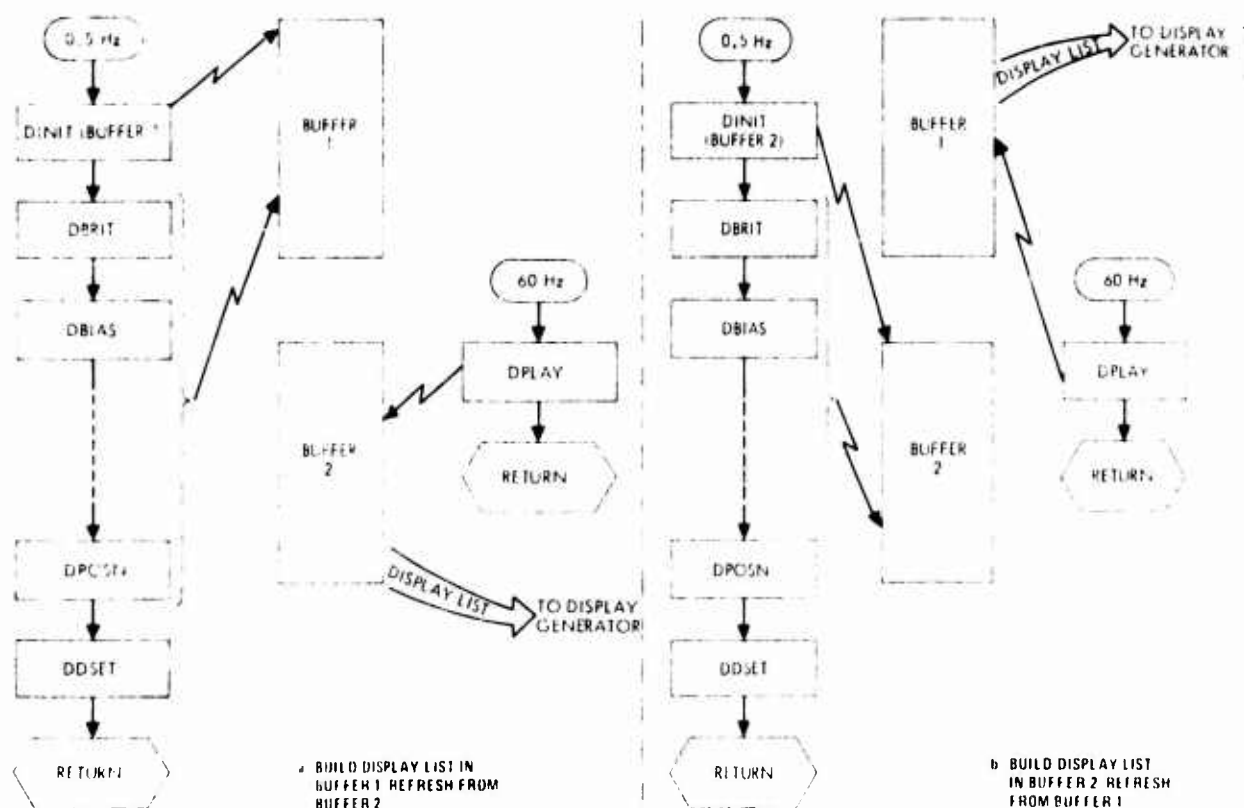 0.5 Hz
DINIT (BUFFER
DBRIT
DBIAS
DPOSN
DDSET
RETURN
BUFFER
1
60 Hz
DPLAY
RETURN
BUFFER
2
DISPLAY LIST
TO DISPLAY
GENERATOR
a BUILD DISPLAY LIST IN
BUFFER 1 REFRESH FROM
BUFFER 2
0.5 Hz
DINIT
(BUFFER 2)
DBRIT
DBIAS
DPOSN
DDSET
RETURN
BUFFER
1
DISPLAY LIST
TO DISPLAY
GENERATOR
60 Hz
DPLAY
RETURN
BUFFER
2
b BUILD DISPLAY LIST
IN BUFFER 2 REFRESH
FROM BUFFER 1